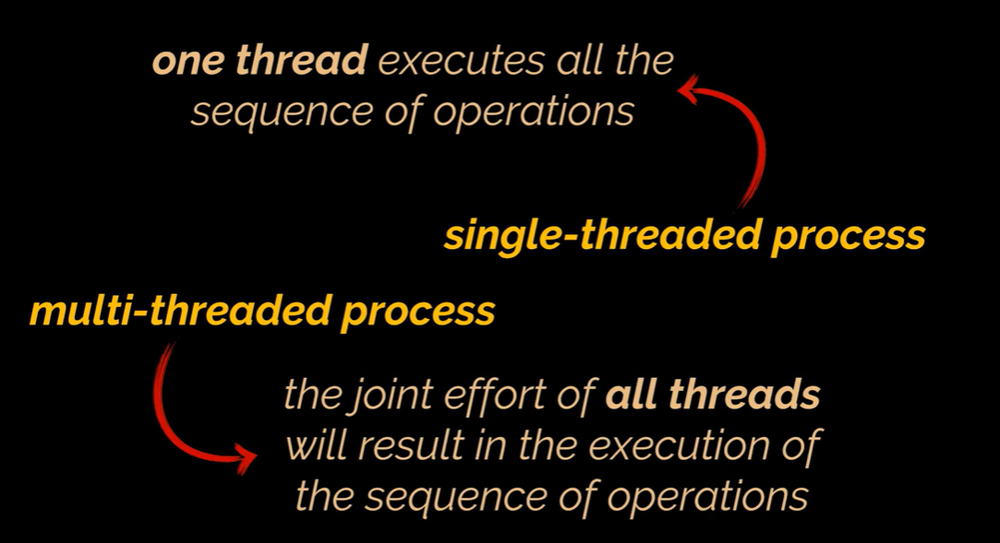 one thread executes all the
sequence of operations
single-threaded process
multi-threaded process
the joint effort of all threads
will result in the execution of
the sequence of operations